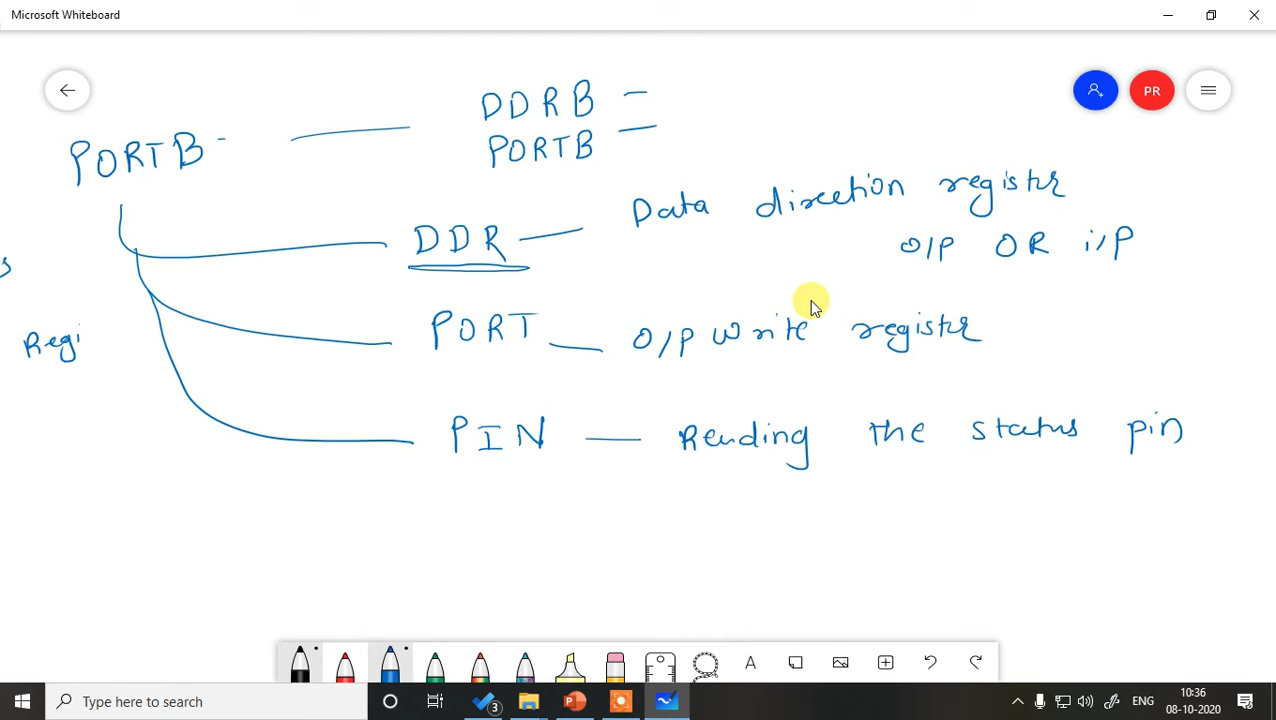 Microsoft Whiteboard
PR
DDRB =
PORTB - —— PORTB —
DDR — Data direction register
O/P OR i/P
Regi
PORT — O/P write register
PIN — Reading the status pin
A
Type here to search
3
ENG
10:36
08-10-2020